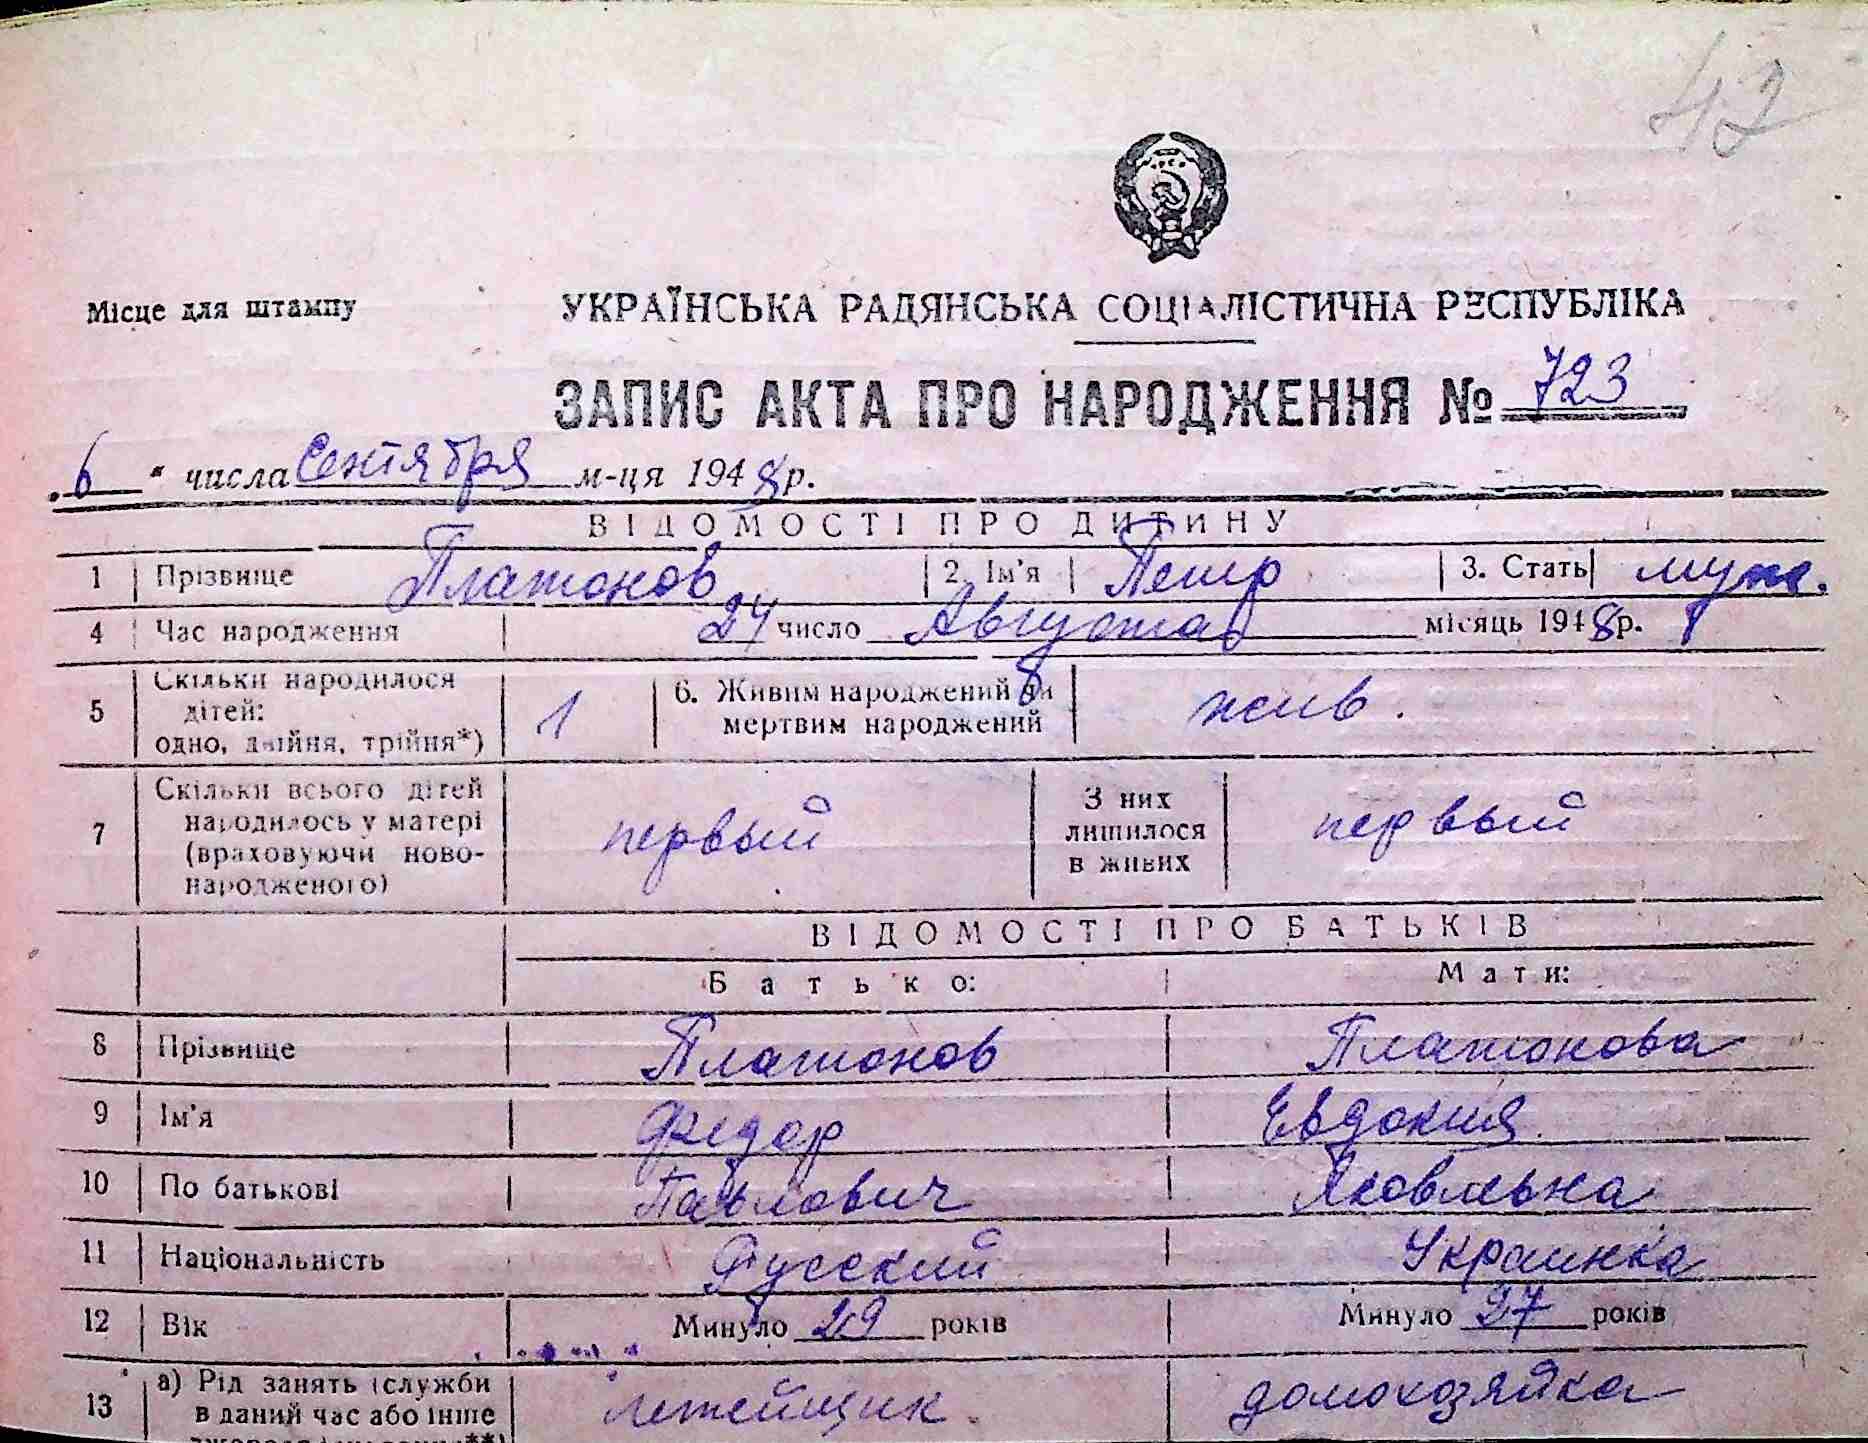 42
Місце для штампу
УКРАЇНСЬКА РАДЯНСЬКА СОЦІАЛІСТИЧНА РЕСПУБЛІКА
ЗАПИС АКТА ПРО НАРОДЖЕННЯ № 723
„6“ числа Сентября м-ця 1948 р.
ВІДОМОСТІ ПРО ДИТИНУ
1 Прізвище Платонов 2. Ім'я Петр 3. Стать муж.
4 Час народження 24 число Августа місяць 1948 р.
5 Скільки народилося дітей: одно, двійня, трійня*) 1 6. Живим народжений чи мертвим народжений жив.
7 Скільки всього дітей народилось у матері (враховуючи ново-народженого) первый З них лишилося в живих первый
ВІДОМОСТІ ПРО БАТЬКІВ
Батько: Мати:
8 Прізвище Платонов Платонова
9 Ім'я Федор Евдокия
10 По батькові Павлович Яковльна
11 Національність Русский Украинка
12 Вік Минуло 29 років Минуло 27 років
13 а) Рід занять (служби в даний час або інше летейщик домохозяйка